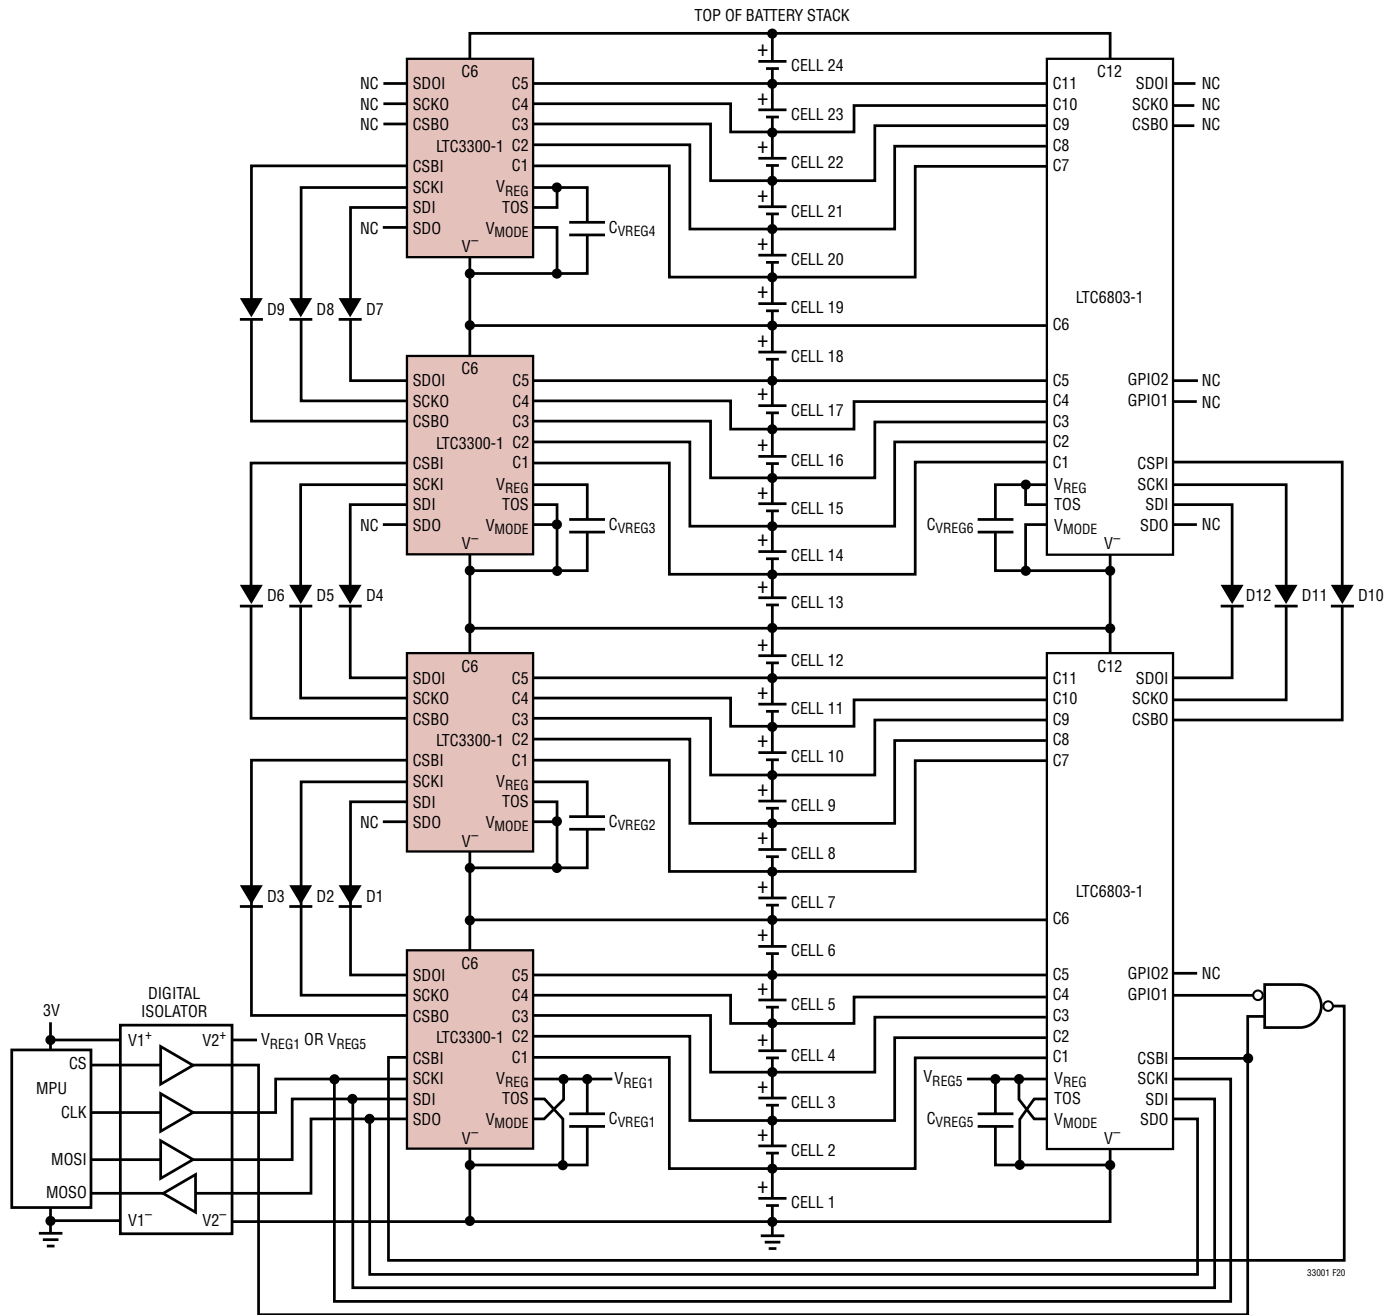 TOP OF BATTERY STACK
C6
SDOI
SCKO
CSBO
NC
NC
NC
LTC3300-1
CSBI
SCKI
SDI
SDO
NC
C5
C4
C3
C2
C1
VREG
TOS
VMODE
V–
CVREG4
D9
D8
D7
+
CELL 24
+
CELL 23
+
CELL 22
+
CELL 21
+
CELL 20
+
CELL 19
C12
C11
C10
C9
C8
C7
SDOI
SCKO
CSBO
NC
NC
NC
LTC6803-1
C6
C6
SDOI
SCKO
CSBO
LTC3300-1
CSBI
SCKI
SDI
SDO
NC
C5
C4
C3
C2
C1
VREG
TOS
VMODE
V–
CVREG3
D6
D5
D4
+
CELL 18
+
CELL 17
+
CELL 16
+
CELL 15
+
CELL 14
+
CELL 13
C5
C4
C3
C2
C1
VREG
TOS
VMODE
V–
CVREG6
GPIO2
GPIO1
NC
NC
CSPI
SCKI
SDI
SDO
NC
D12
D11
D10
C6
SDOI
SCKO
CSBO
LTC3300-1
CSBI
SCKI
SDI
SDO
NC
C5
C4
C3
C2
C1
VREG
TOS
VMODE
V–
CVREG2
D3
D2
D1
+
CELL 12
+
CELL 11
+
CELL 10
+
CELL 9
+
CELL 8
+
CELL 7
C12
C11
C10
C9
C8
C7
SDOI
SCKO
CSBO
LTC6803-1
C6
C6
SDOI
SCKO
CSBO
LTC3300-1
CSBI
SCKI
SDI
SDO
C5
C4
C3
C2
C1
VREG
TOS
VMODE
V–
VREG1
CVREG1
+
CELL 6
+
CELL 5
+
CELL 4
+
CELL 3
+
CELL 2
+
CELL 1
C5
C4
C3
C2
C1
VREG5
VREG
TOS
VMODE
V–
CVREG5
GPIO2
GPIO1
NC
CSBI
SCKI
SDI
SDO
3V
DIGITAL
ISOLATOR
V1+
V2+
VREG1 OR VREG5
CS
MPU
CLK
MOSI
MOSO
V1–
V2–
33001 F20